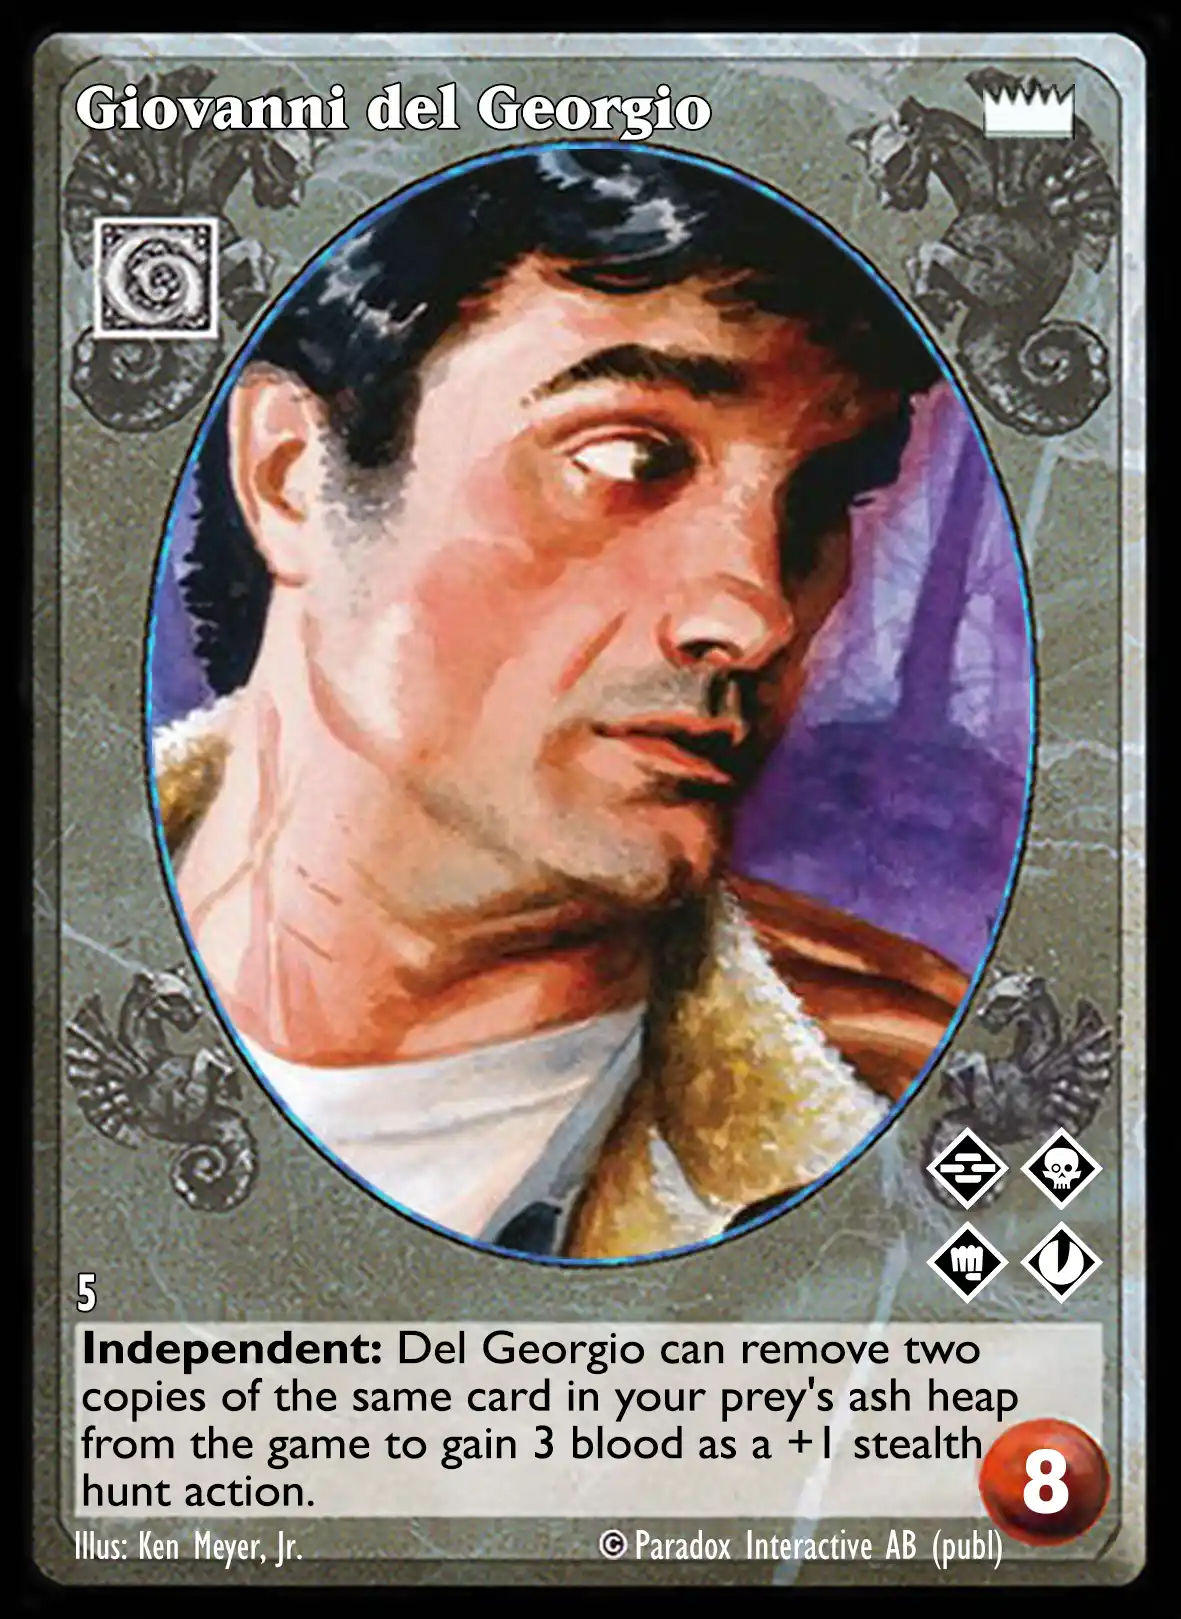 Giovanni del Georgio
5
Independent: Del Georgio can remove two
copies of the same card in your prey's ash heap
from the game to gain 3 blood as a +1 stealth
hunt action.
8
Illus: Ken Meyer, Jr.
© Paradox Interactive AB (publ)